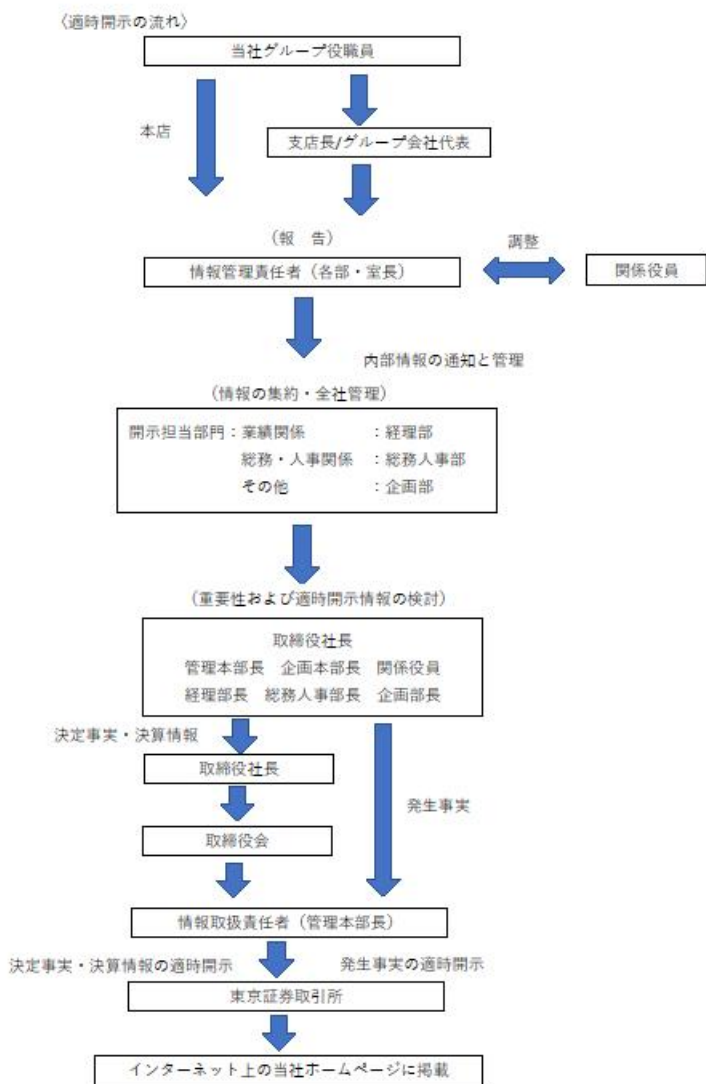 〈適時開示の流れ〉
当社グループ役職員
本店
支店長/グループ会社代表
（報　告）
調整
情報管理責任者（各部・室長）
関係役員
内部情報の通知と管理
（情報の集約・全社管理）
開示担当部門：業績関係　　　：経理部
総務・人事関係　：総務人事部
その他　　　　：企画部
（重要性および適時開示情報の検討）
取締役社長
管理本部長　企画本部長　関係役員
経理部長　総務人事部長　企画部長
決定事実・決算情報
取締役社長
発生事実
取締役会
情報取扱責任者（管理本部長）
決定事実・決算情報の適時開示　　発生事実の適時開示
東京証券取引所
インターネット上の当社ホームページに掲載